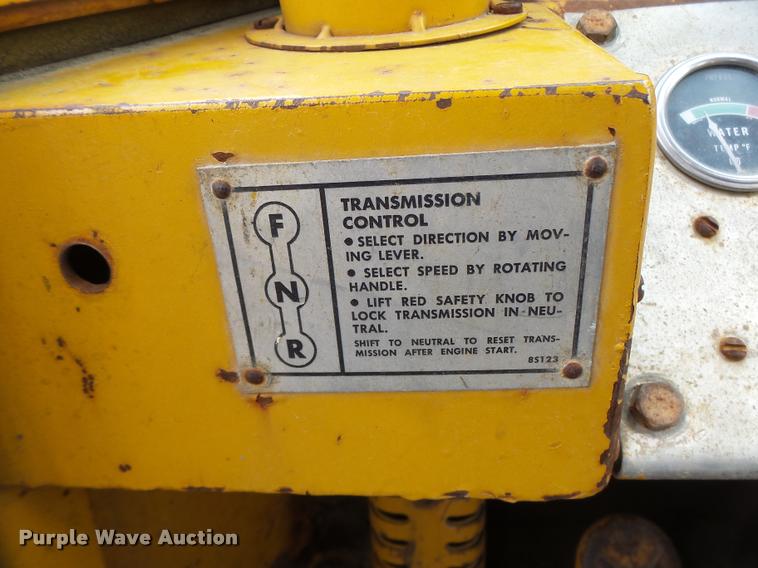 F
N
R
TRANSMISSION
CONTROL
• SELECT DIRECTION BY MOV-
ING LEVER.
• SELECT SPEED BY ROTATING
HANDLE.
• LIFT RED SAFETY KNOB TO
LOCK TRANSMISSION IN NEU-
TRAL.
SHIFT TO NEUTRAL TO RESET TRANS-
MISSION AFTER ENGINE START.
8S123
NORMAL
WATER
TEMP °F
Purple Wave Auction